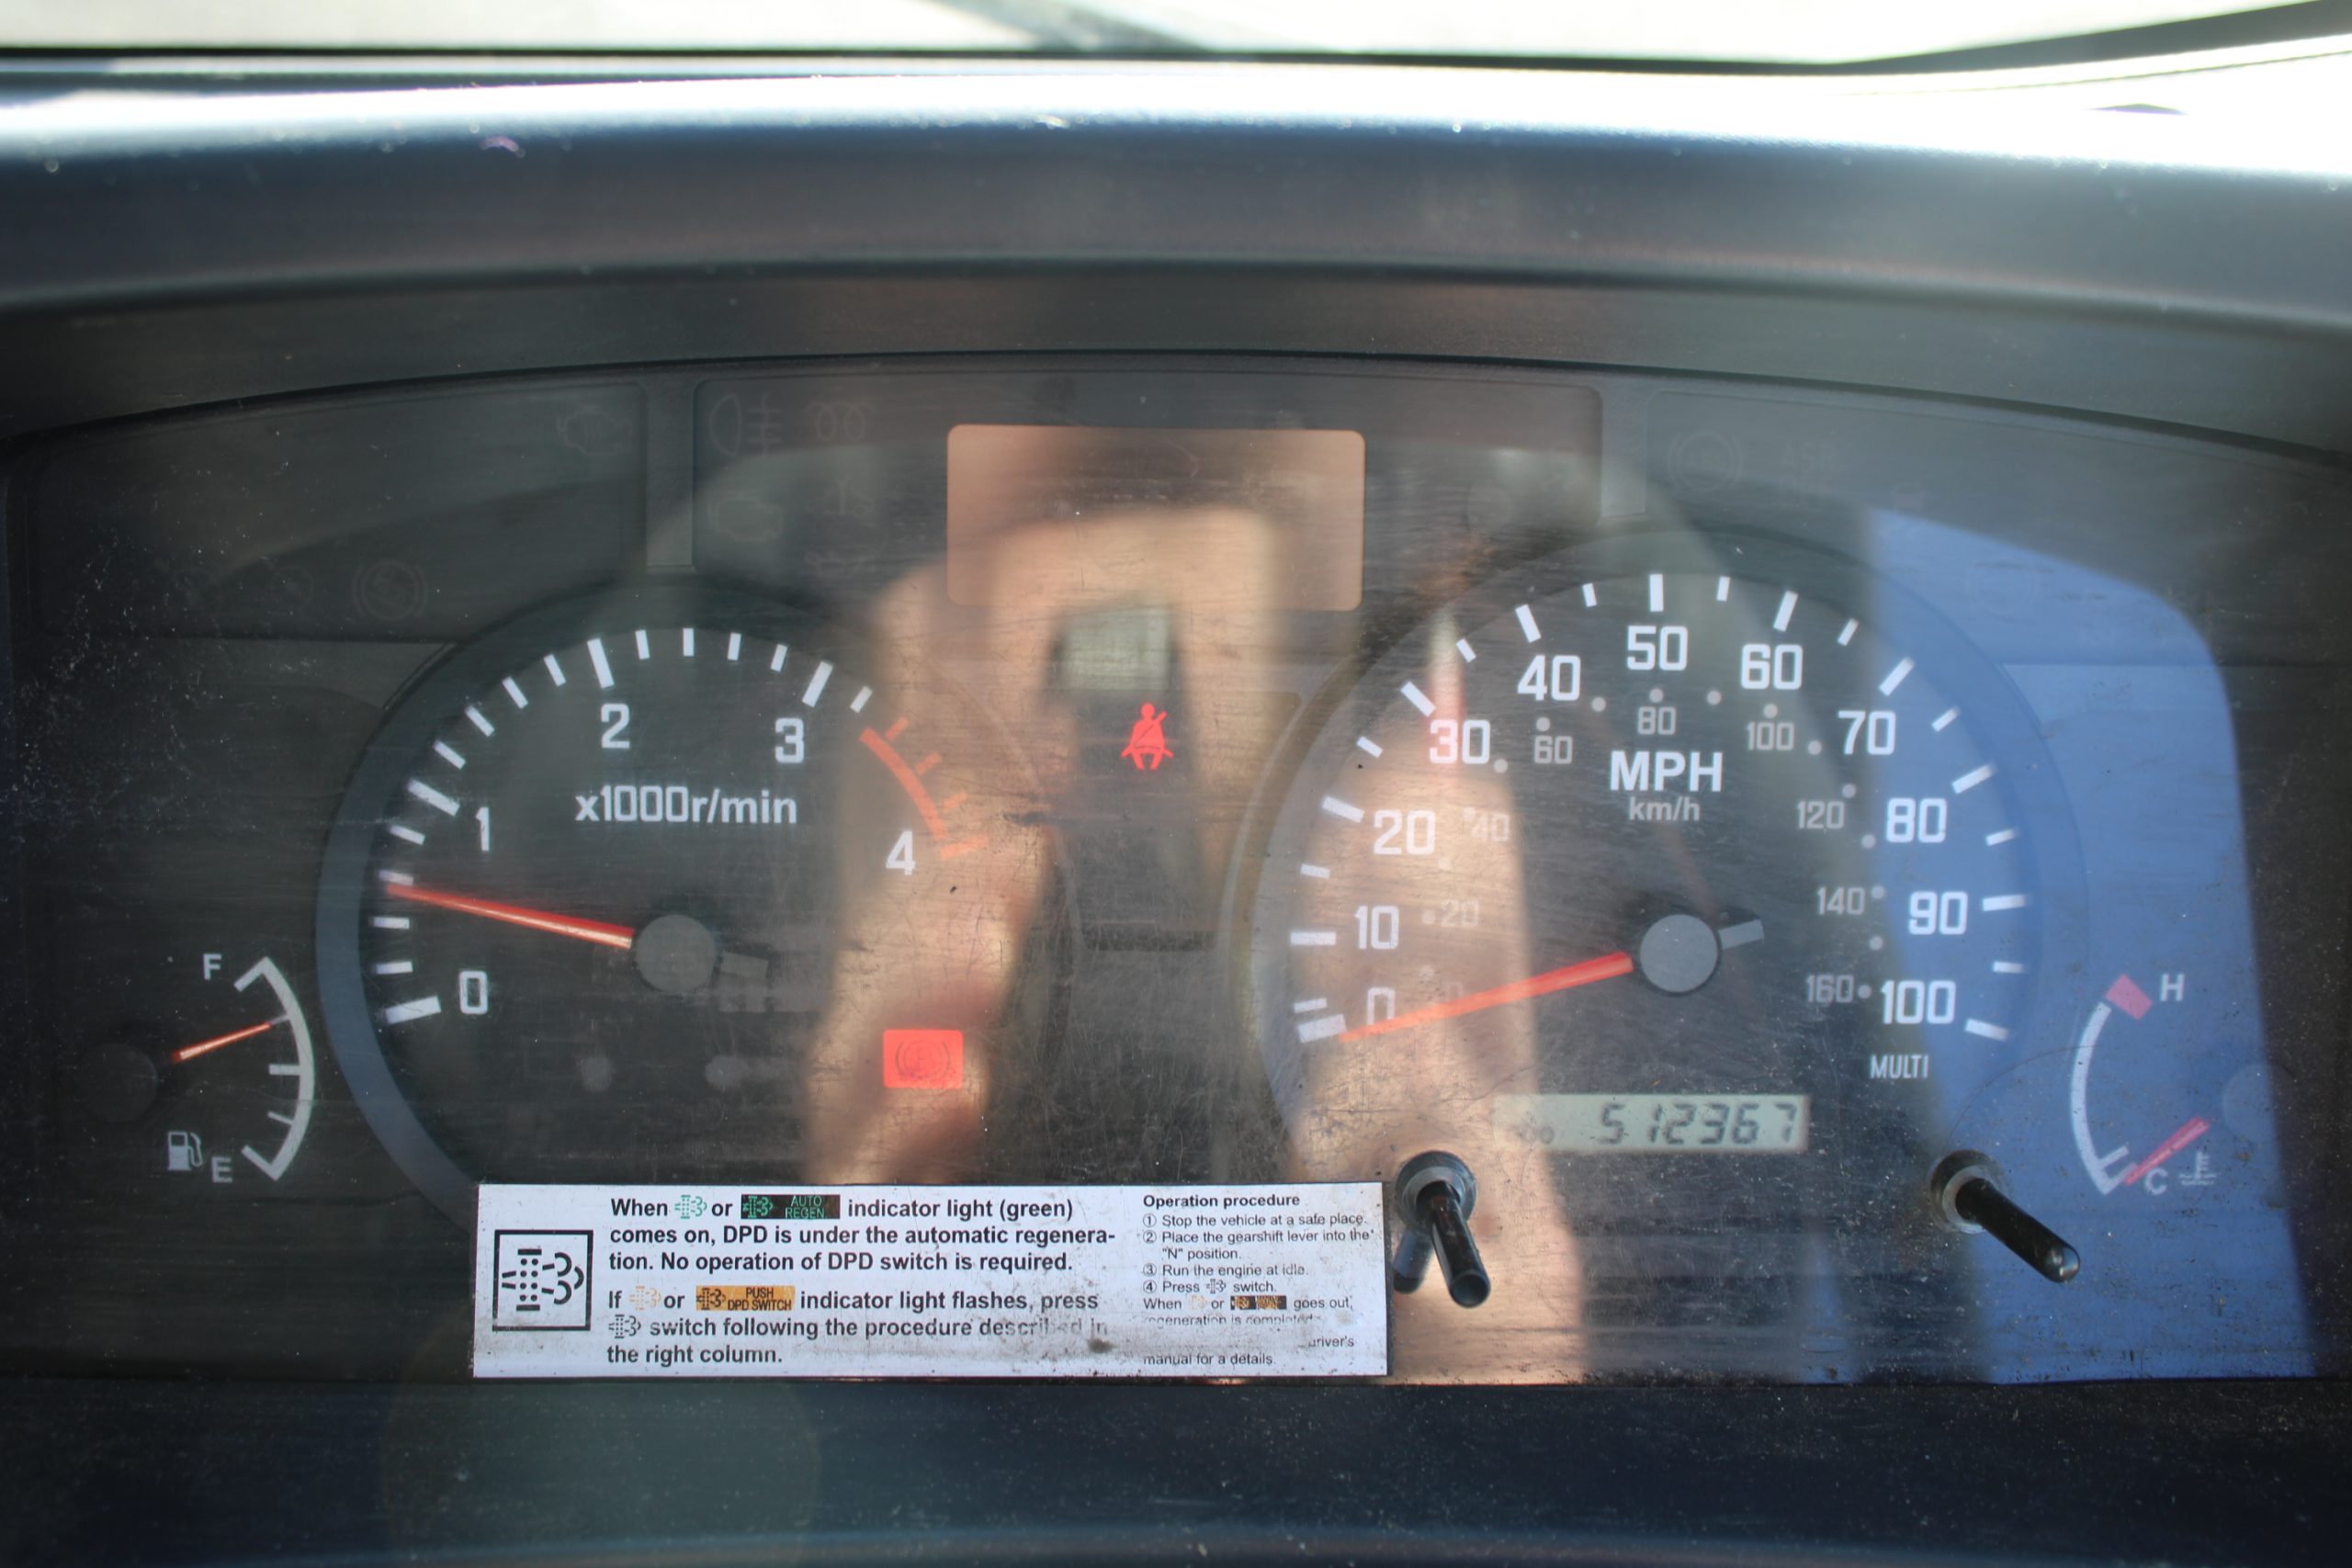 2
3
1
x1000r/min
4
0
F
E
50
40
60
80
30
60
100
70
MPH
km/h
20
40
120
80
10
20
140
90
0
160
100
MULTI
H
C
512367
When or AUTO REGEN indicator light (green)
comes on, DPD is under the automatic regenera-
tion. No operation of DPD switch is required.
If or PUSH DPD SWITCH indicator light flashes, press
switch following the procedure described in
the right column.
Operation procedure
① Stop the vehicle at a safe place.
② Place the gearshift lever into the
"N" position.
③ Run the engine at idle.
④ Press switch.
When or goes out,
regeneration is completed.
driver's
manual for a details.